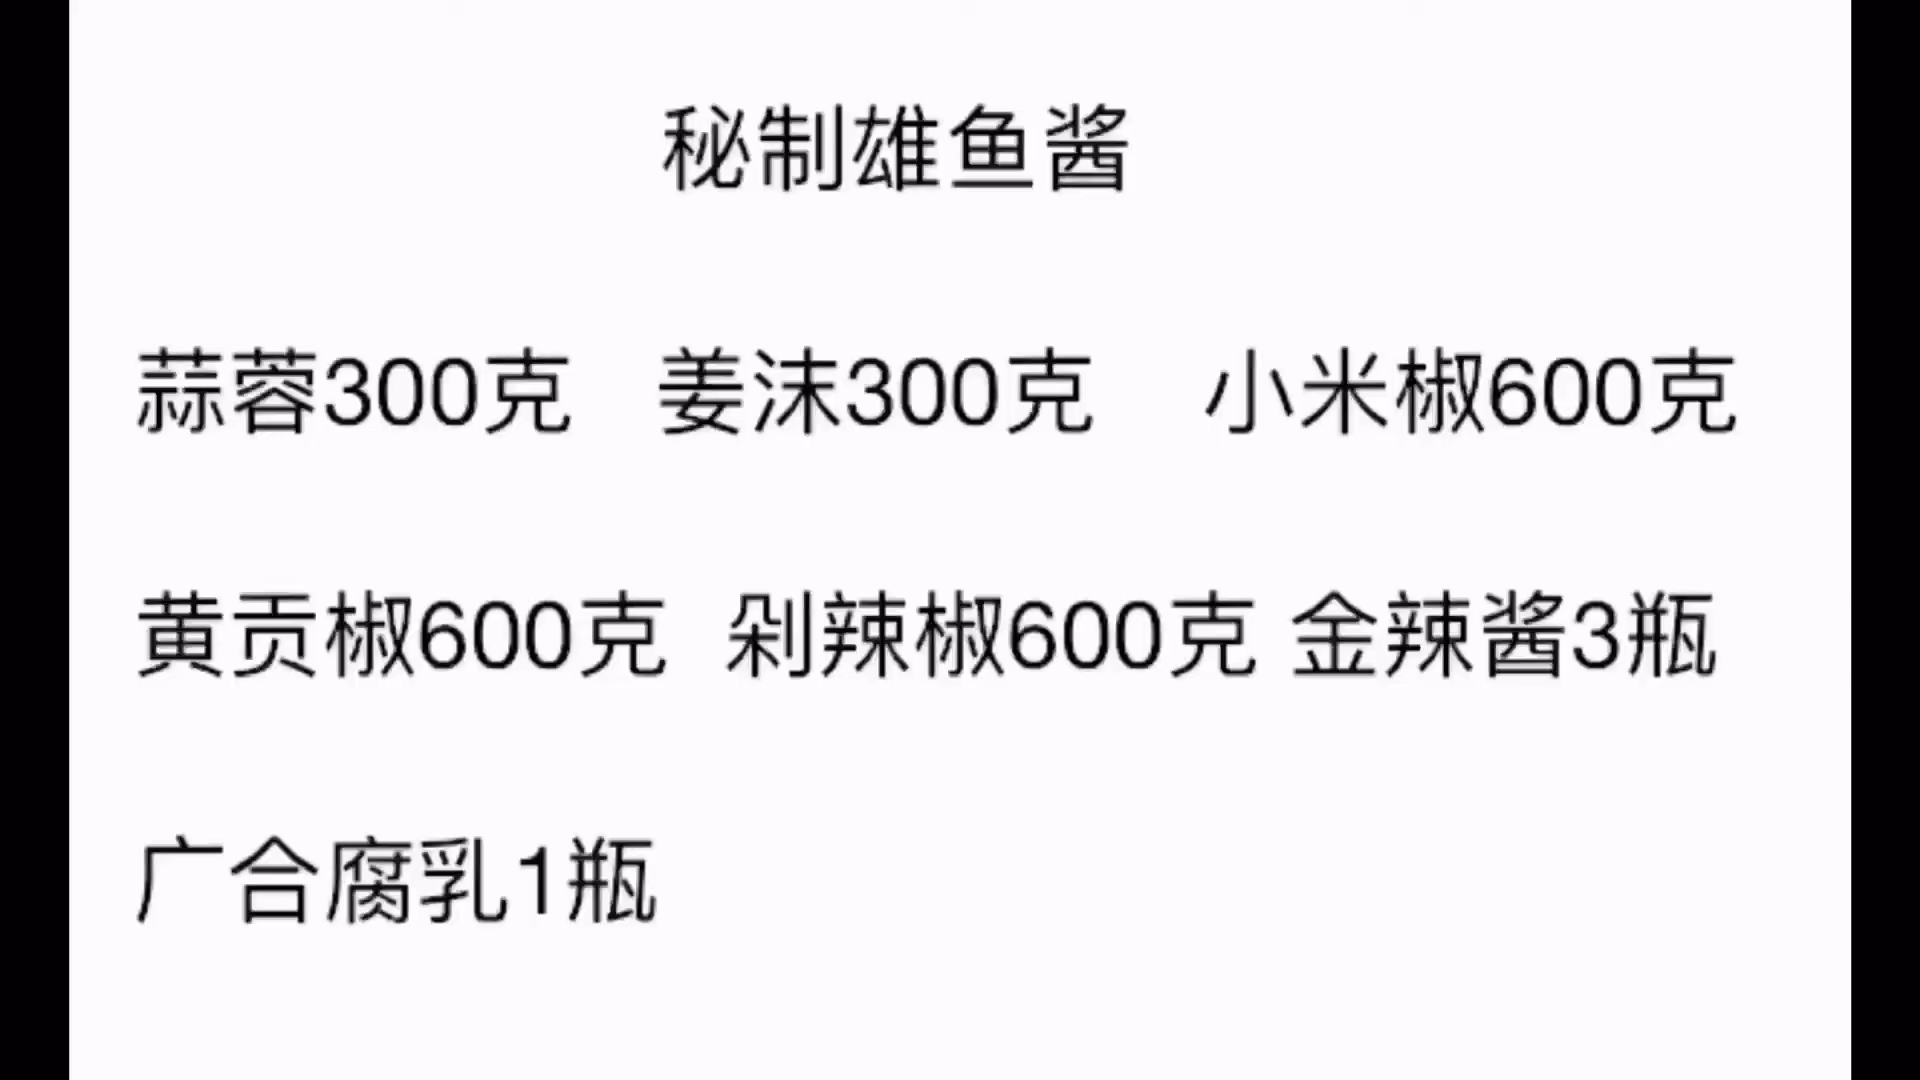 秘制雄鱼酱
蒜蓉300克 姜沫300克 小米椒600克
黄贡椒600克 剁辣椒600克 金辣酱3瓶
广合腐乳1瓶